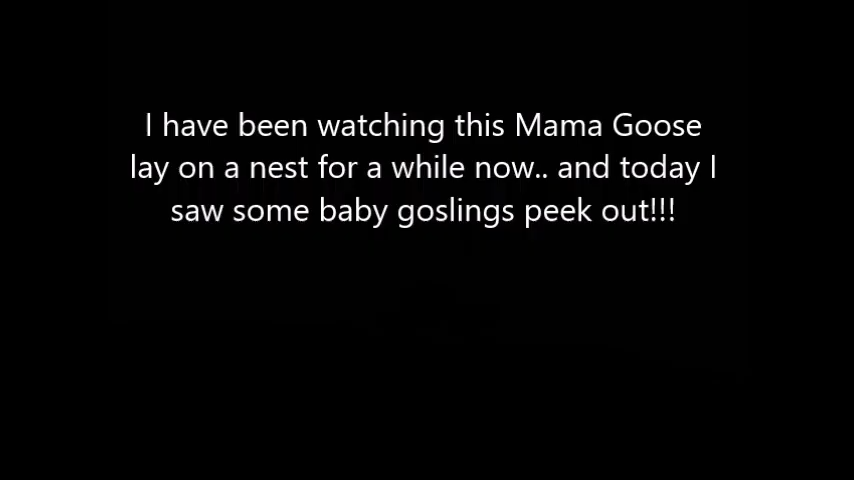 I have been watching this Mama Goose
lay on a nest for a while now.. and today I
saw some baby goslings peek out!!!